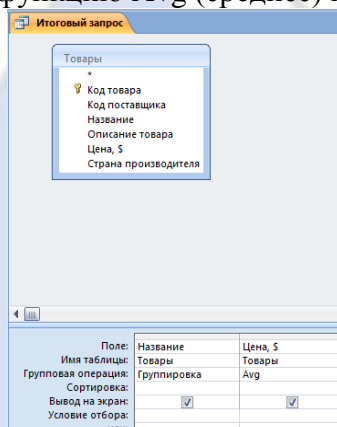 функцию Avg (среднее)
Итоговый запрос
Товары
*
Код товара
Код поставщика
Название
Описание товара
Цена, $
Страна производителя
Поле: Название Цена, $
Имя таблицы: Товары Товары
Групповая операция: Группировка Avg
Сортировка:
Вывод на экран:
Условие отбора: